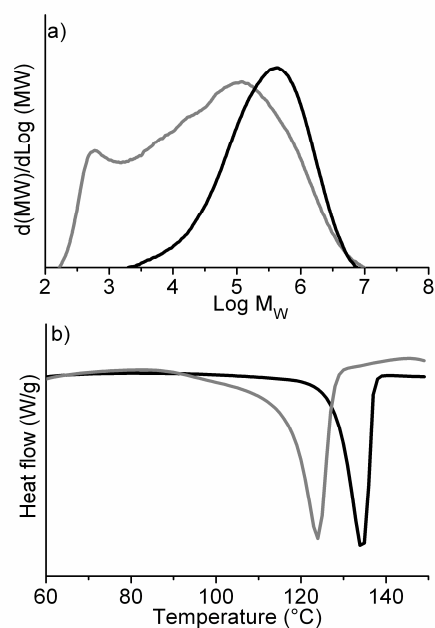 a)
d(MW)/dLog (MW)
2 3 4 5 6 7 8
Log M_W
b)
Heat flow (W/g)
60 80 100 120 140
Temperature (°C)